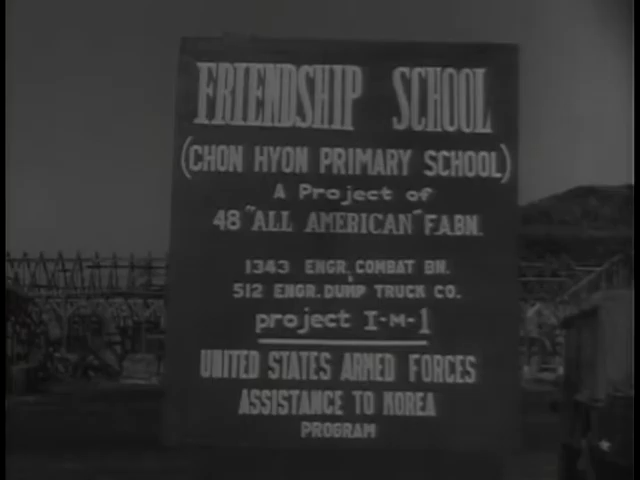 FRIENDSHIP SCHOOL
(CHON HYON PRIMARY SCHOOL)
A Project of
48 "ALL AMERICAN" F.A.BN.
1343 ENGR. COMBAT BN.
512 ENGR. DUMP TRUCK CO.
project I-M-1
UNITED STATES ARMED FORCES
ASSISTANCE TO KOREA
PROGRAM